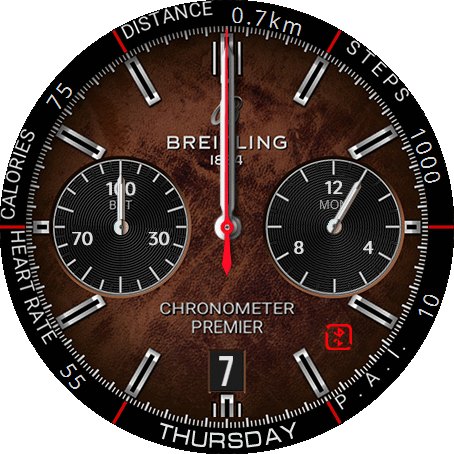 DISTANCE 0.7km
STEPS 1000
P.A.I. 10
THURSDAY
HEART RATE 55
CALORIES 75
BREITLING
1884
100
BAT
70 30
12
MON
8 4
CHRONOMETER
PREMIER
7